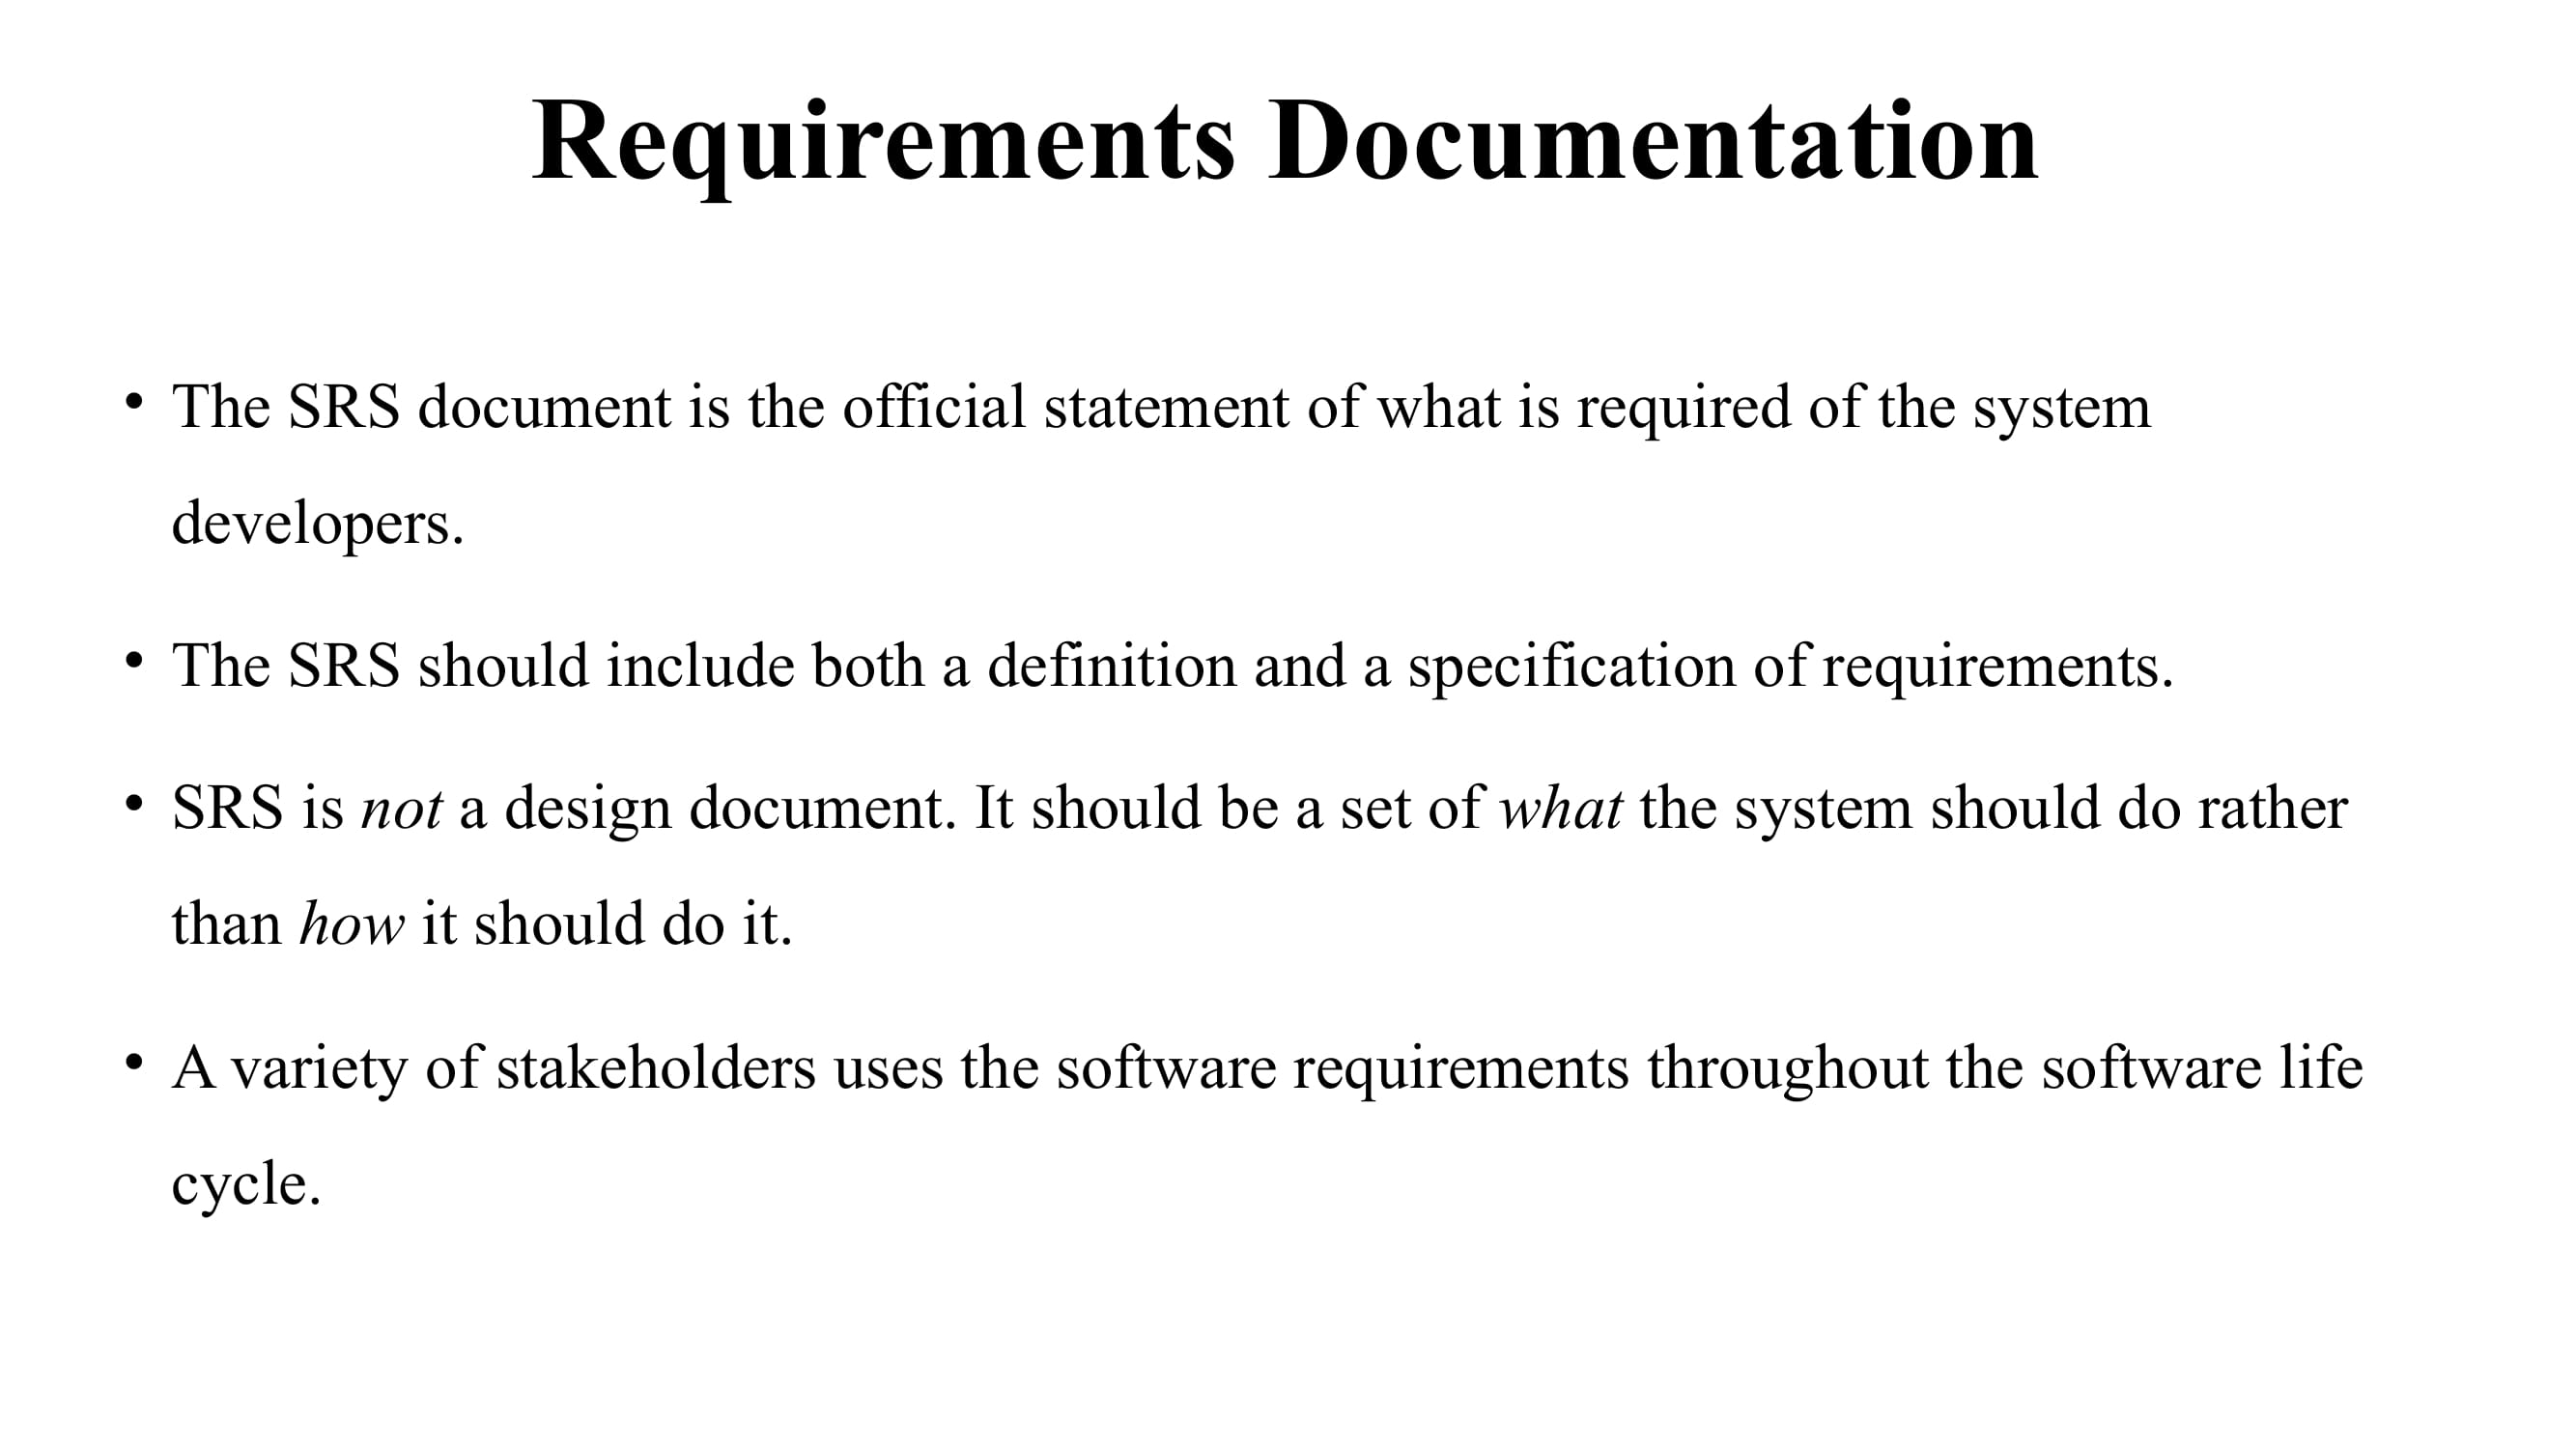 Requirements Documentation
• The SRS document is the official statement of what is required of the system
developers.
• The SRS should include both a definition and a specification of requirements.
• SRS is not a design document. It should be a set of what the system should do rather
than how it should do it.
• A variety of stakeholders uses the software requirements throughout the software life
cycle.